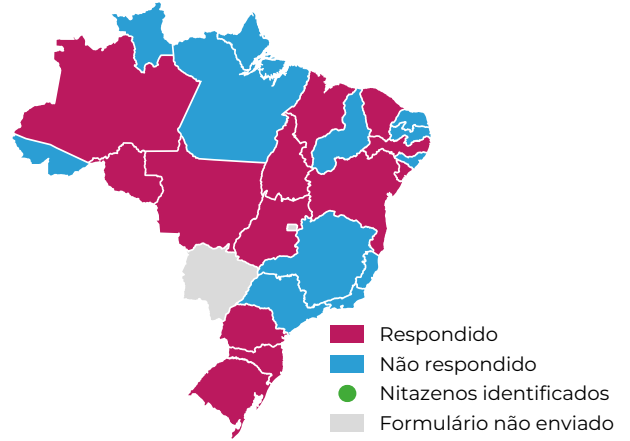 Respondido
Não respondido
Nitazenos identificados
Formulário não enviado